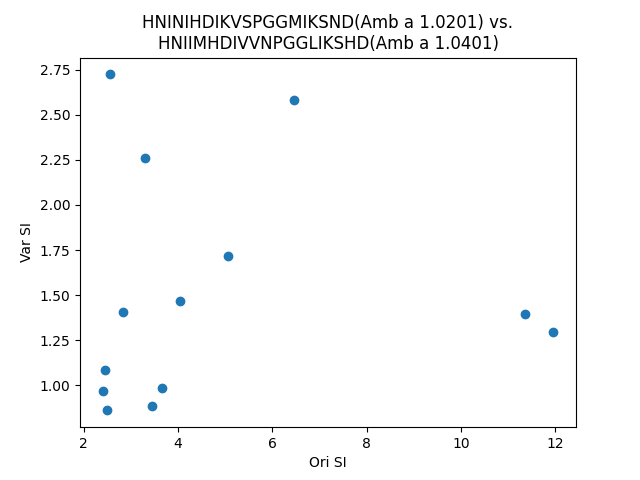 HNINIHDIKVSPGGMIKSND(Amb a 1.0201) vs.
HNIIMHDIVVNPGGLIKSHD(Amb a 1.0401)
2.75
2.50
2.25
2.00
1.75
1.50
1.25
1.00
Var SI
2 4 6 8 10 12
Ori SI